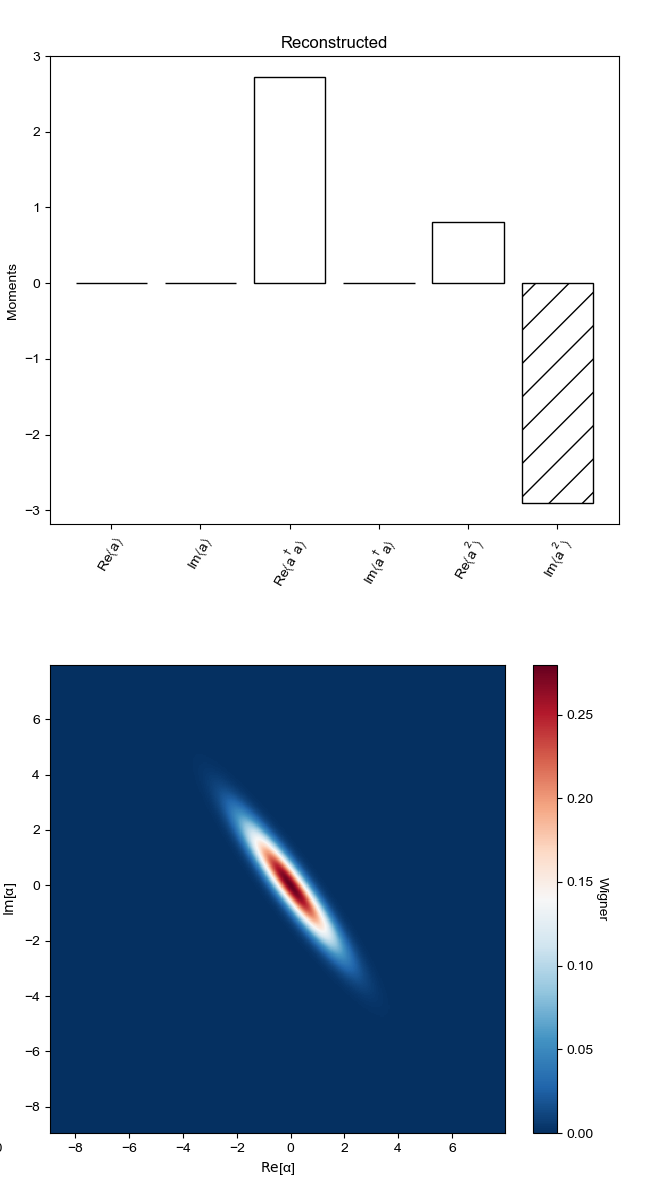 Reconstructed
3
2
1
0
−1
−2
−3
Moments
Re⟨a⟩
Im⟨a⟩
Re⟨a†a⟩
Im⟨a†a⟩
Re⟨a²⟩
Im⟨a²⟩
6
4
2
0
−2
−4
−6
−8
Im[α]
0
−8
−6
−4
−2
0
2
4
6
Re[α]
0.25
0.20
0.15
0.10
0.05
0.00
Wigner